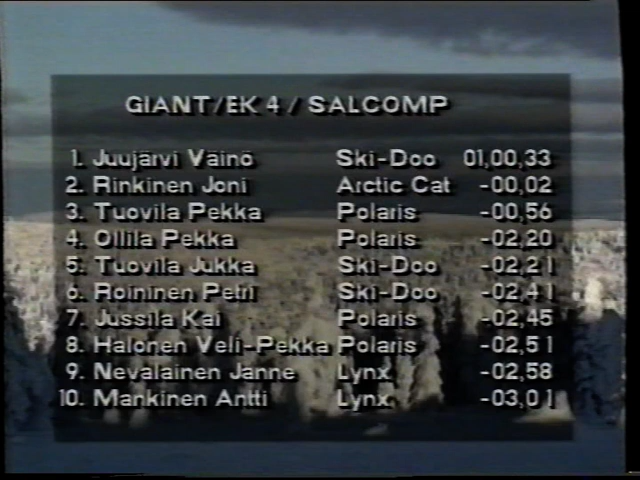 GIANT/EK 4 / SALCOMP
1. Juujärvi Väinö Ski-Doo 01,00,33
2. Rinkinen Joni Arctic Cat -00,02
3. Tuovila Pekka Polaris -00,56
4. Ollila Pekka Polaris -02,20
5. Tuovila Jukka Ski-Doo -02,21
6. Roininen Petri Ski-Doo -02,41
7. Jussila Kai Polaris -02,45
8. Halonen Veli-Pekka Polaris -02,51
9. Nevalainen Janne Lynx -02,58
10. Mankinen Antti Lynx -03,01